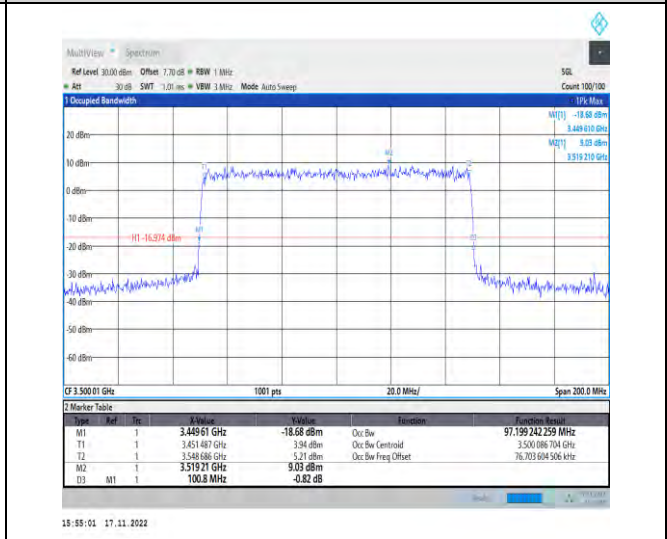 MultiView Spectrum
Ref Level 30.00 dBm Offset 7.70 dB RBW 1 MHz SGL
Att 30 dB SWT 1.01 ms VBW 3 MHz Mode Auto Sweep Count 100/100
1 Occupied Bandwidth 1Pk Max
M1[1] -18.68 dBm
3.449 610 GHz
M2[1] 9.03 dBm
3.519 210 GHz
20 dBm
M2
10 dBm
T1
0 dBm
-10 dBm
M1
H1 -16.974 dBm
D3
-20 dBm
-30 dBm
-40 dBm
-50 dBm
-60 dBm
CF 3.500 01 GHz 1001 pts 20.0 MHz/ Span 200.0 MHz
2 Marker Table
Type Ref Trc X-Value Y-Value Function Function Result
M1 1 3.449 61 GHz -18.68 dBm Occ Bw 97.199 242 259 MHz
T1 1 3.451 487 GHz 3.94 dBm Occ Bw Centroid 3.500 086 704 GHz
T2 1 3.548 686 GHz 5.21 dBm Occ Bw Freq Offset 76.703 604 506 kHz
M2 1 3.519 21 GHz 9.03 dBm
D3 M1 1 100.8 MHz -0.82 dB
15:55:01 17.11.2022